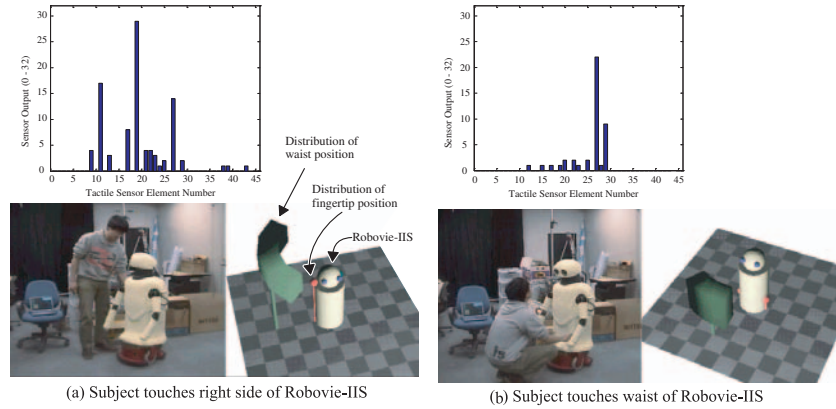 30
25
20
15
10
5
0
Sensor Output (0 - 32)
0 5 10 15 20 25 30 35 40 45
Tactile Sensor Element Number
30
25
20
15
10
5
0
Sensor Output (0 - 32)
0 5 10 15 20 25 30 35 40 45
Tactile Sensor Element Number
Distribution of
waist position
Distribution of
fingertip position
Robovie-IIS
(a) Subject touches right side of Robovie-IIS
(b) Subject touches waist of Robovie-IIS